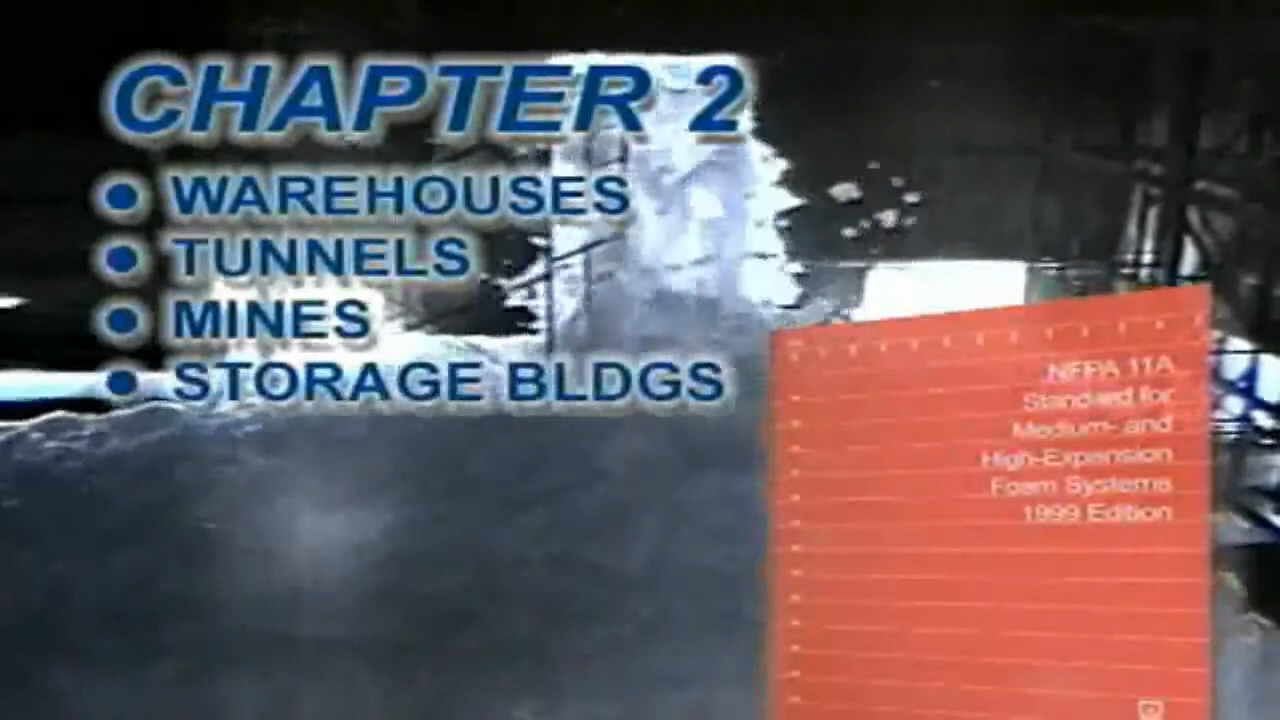 CHAPTER 2
• WAREHOUSES
• TUNNELS
• MINES
• STORAGE BLDGS
NFPA 11A
Standard for
Medium- and
High-Expansion
Foam Systems
1999 Edition